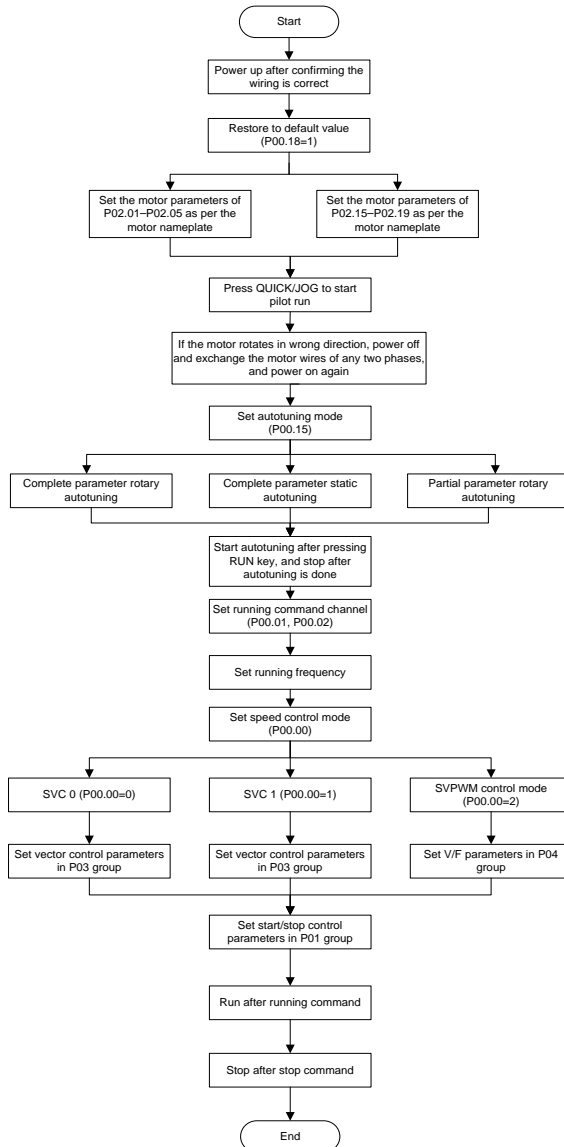 Start
Power up after confirming the
wiring is correct
Restore to default value
(P00.18=1)
Set the motor parameters of
P02.01–P02.05 as per the
motor nameplate
Set the motor parameters of
P02.15–P02.19 as per the
motor nameplate
Press QUICK/JOG to start
pilot run
If the motor rotates in wrong direction, power off
and exchange the motor wires of any two phases,
and power on again
Set autotuning mode
(P00.15)
Complete parameter rotary
autotuning
Complete parameter static
autotuning
Partial parameter rotary
autotuning
Start autotuning after pressing
RUN key, and stop after
autotuning is done
Set running command channel
(P00.01, P00.02)
Set running frequency
Set speed control mode
(P00.00)
SVC 0 (P00.00=0)
SVC 1 (P00.00=1)
SVPWM control mode
(P00.00=2)
Set vector control parameters
in P03 group
Set vector control parameters
in P03 group
Set V/F parameters in P04
group
Set start/stop control
parameters in P01 group
Run after running command
Stop after stop command
End